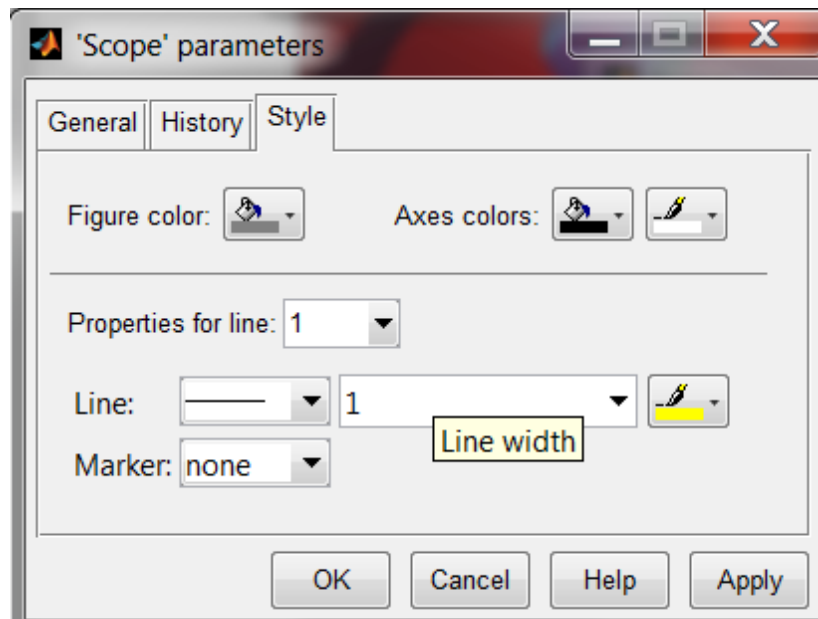 'Scope' parameters
General History Style
Figure color: Axes colors:
Properties for line: 1
Line: 1
Line width
Marker: none
OK Cancel Help Apply